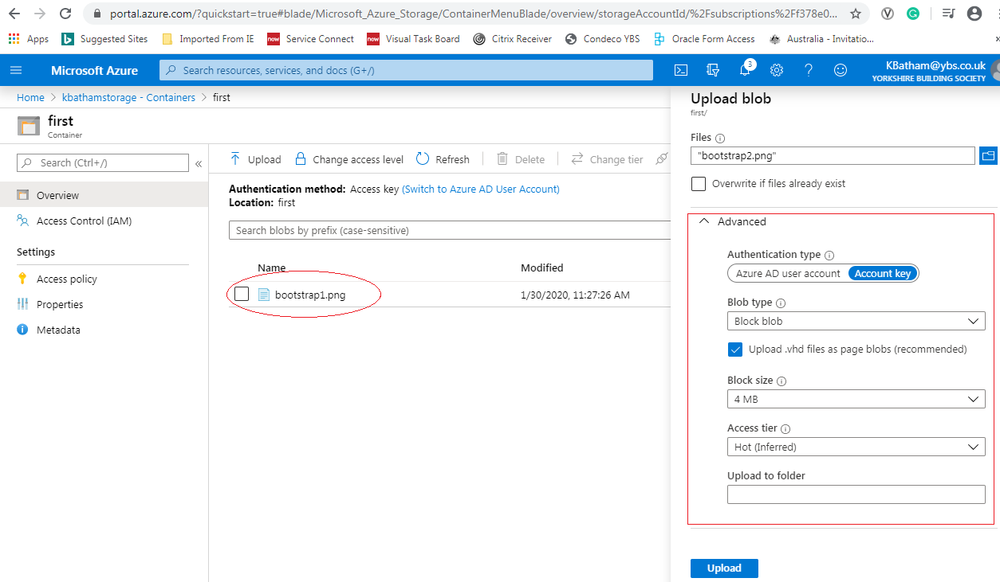 portal.azure.com/?quickstart=true#blade/Microsoft_Azure_Storage/ContainerMenuBlade/overview/storageAccountId/%2Fsubscriptions%2Ff378e0...
Apps Suggested Sites Imported From IE now Service Connect now Visual Task Board Citrix Receiver Condeco YBS Oracle Form Access Australia - Invitatio...
Microsoft Azure
Search resources, services, and docs (G+/)
3
KBatham@ybs.co.uk
YORKSHIRE BUILDING SOCIETY
Home > kbathamstorage - Containers > first
first
Container
Search (Ctrl+/)
«
Overview
Access Control (IAM)
Settings
Access policy
Properties
Metadata
Upload Change access level Refresh Delete Change tier
Authentication method: Access key (Switch to Azure AD User Account)
Location: first
Search blobs by prefix (case-sensitive)
Name Modified
bootstrap1.png 1/30/2020, 11:27:26 AM
Upload blob
first/
Files
"bootstrap2.png"
Overwrite if files already exist
Advanced
Authentication type
Azure AD user account Account key
Blob type
Block blob
Upload .vhd files as page blobs (recommended)
Block size
4 MB
Access tier
Hot (Inferred)
Upload to folder
Upload